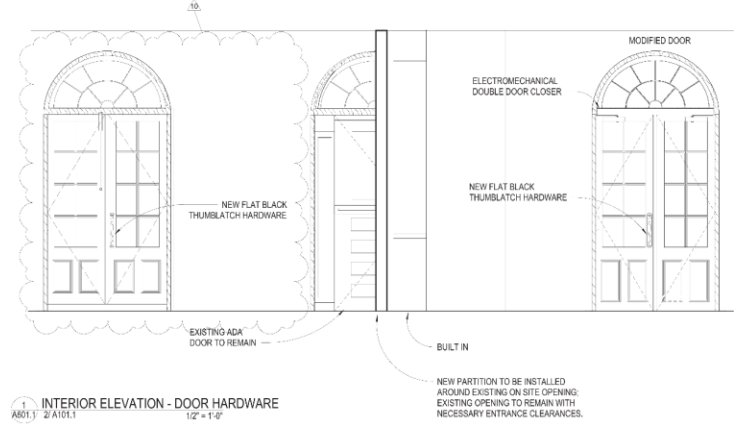 10
MODIFIED DOOR
ELECTROMECHANICAL
DOUBLE DOOR CLOSER
NEW FLAT BLACK
THUMBLATCH HARDWARE
NEW FLAT BLACK
THUMBLATCH HARDWARE
EXISTING ADA
DOOR TO REMAIN
BUILT IN
NEW PARTITION TO BE INSTALLED
AROUND EXISTING ON SITE OPENING;
EXISTING OPENING TO REMAIN WITH
NECESSARY ENTRANCE CLEARANCES.
1 INTERIOR ELEVATION - DOOR HARDWARE
A601.1 2/ A101.1 1/2" = 1'-0"